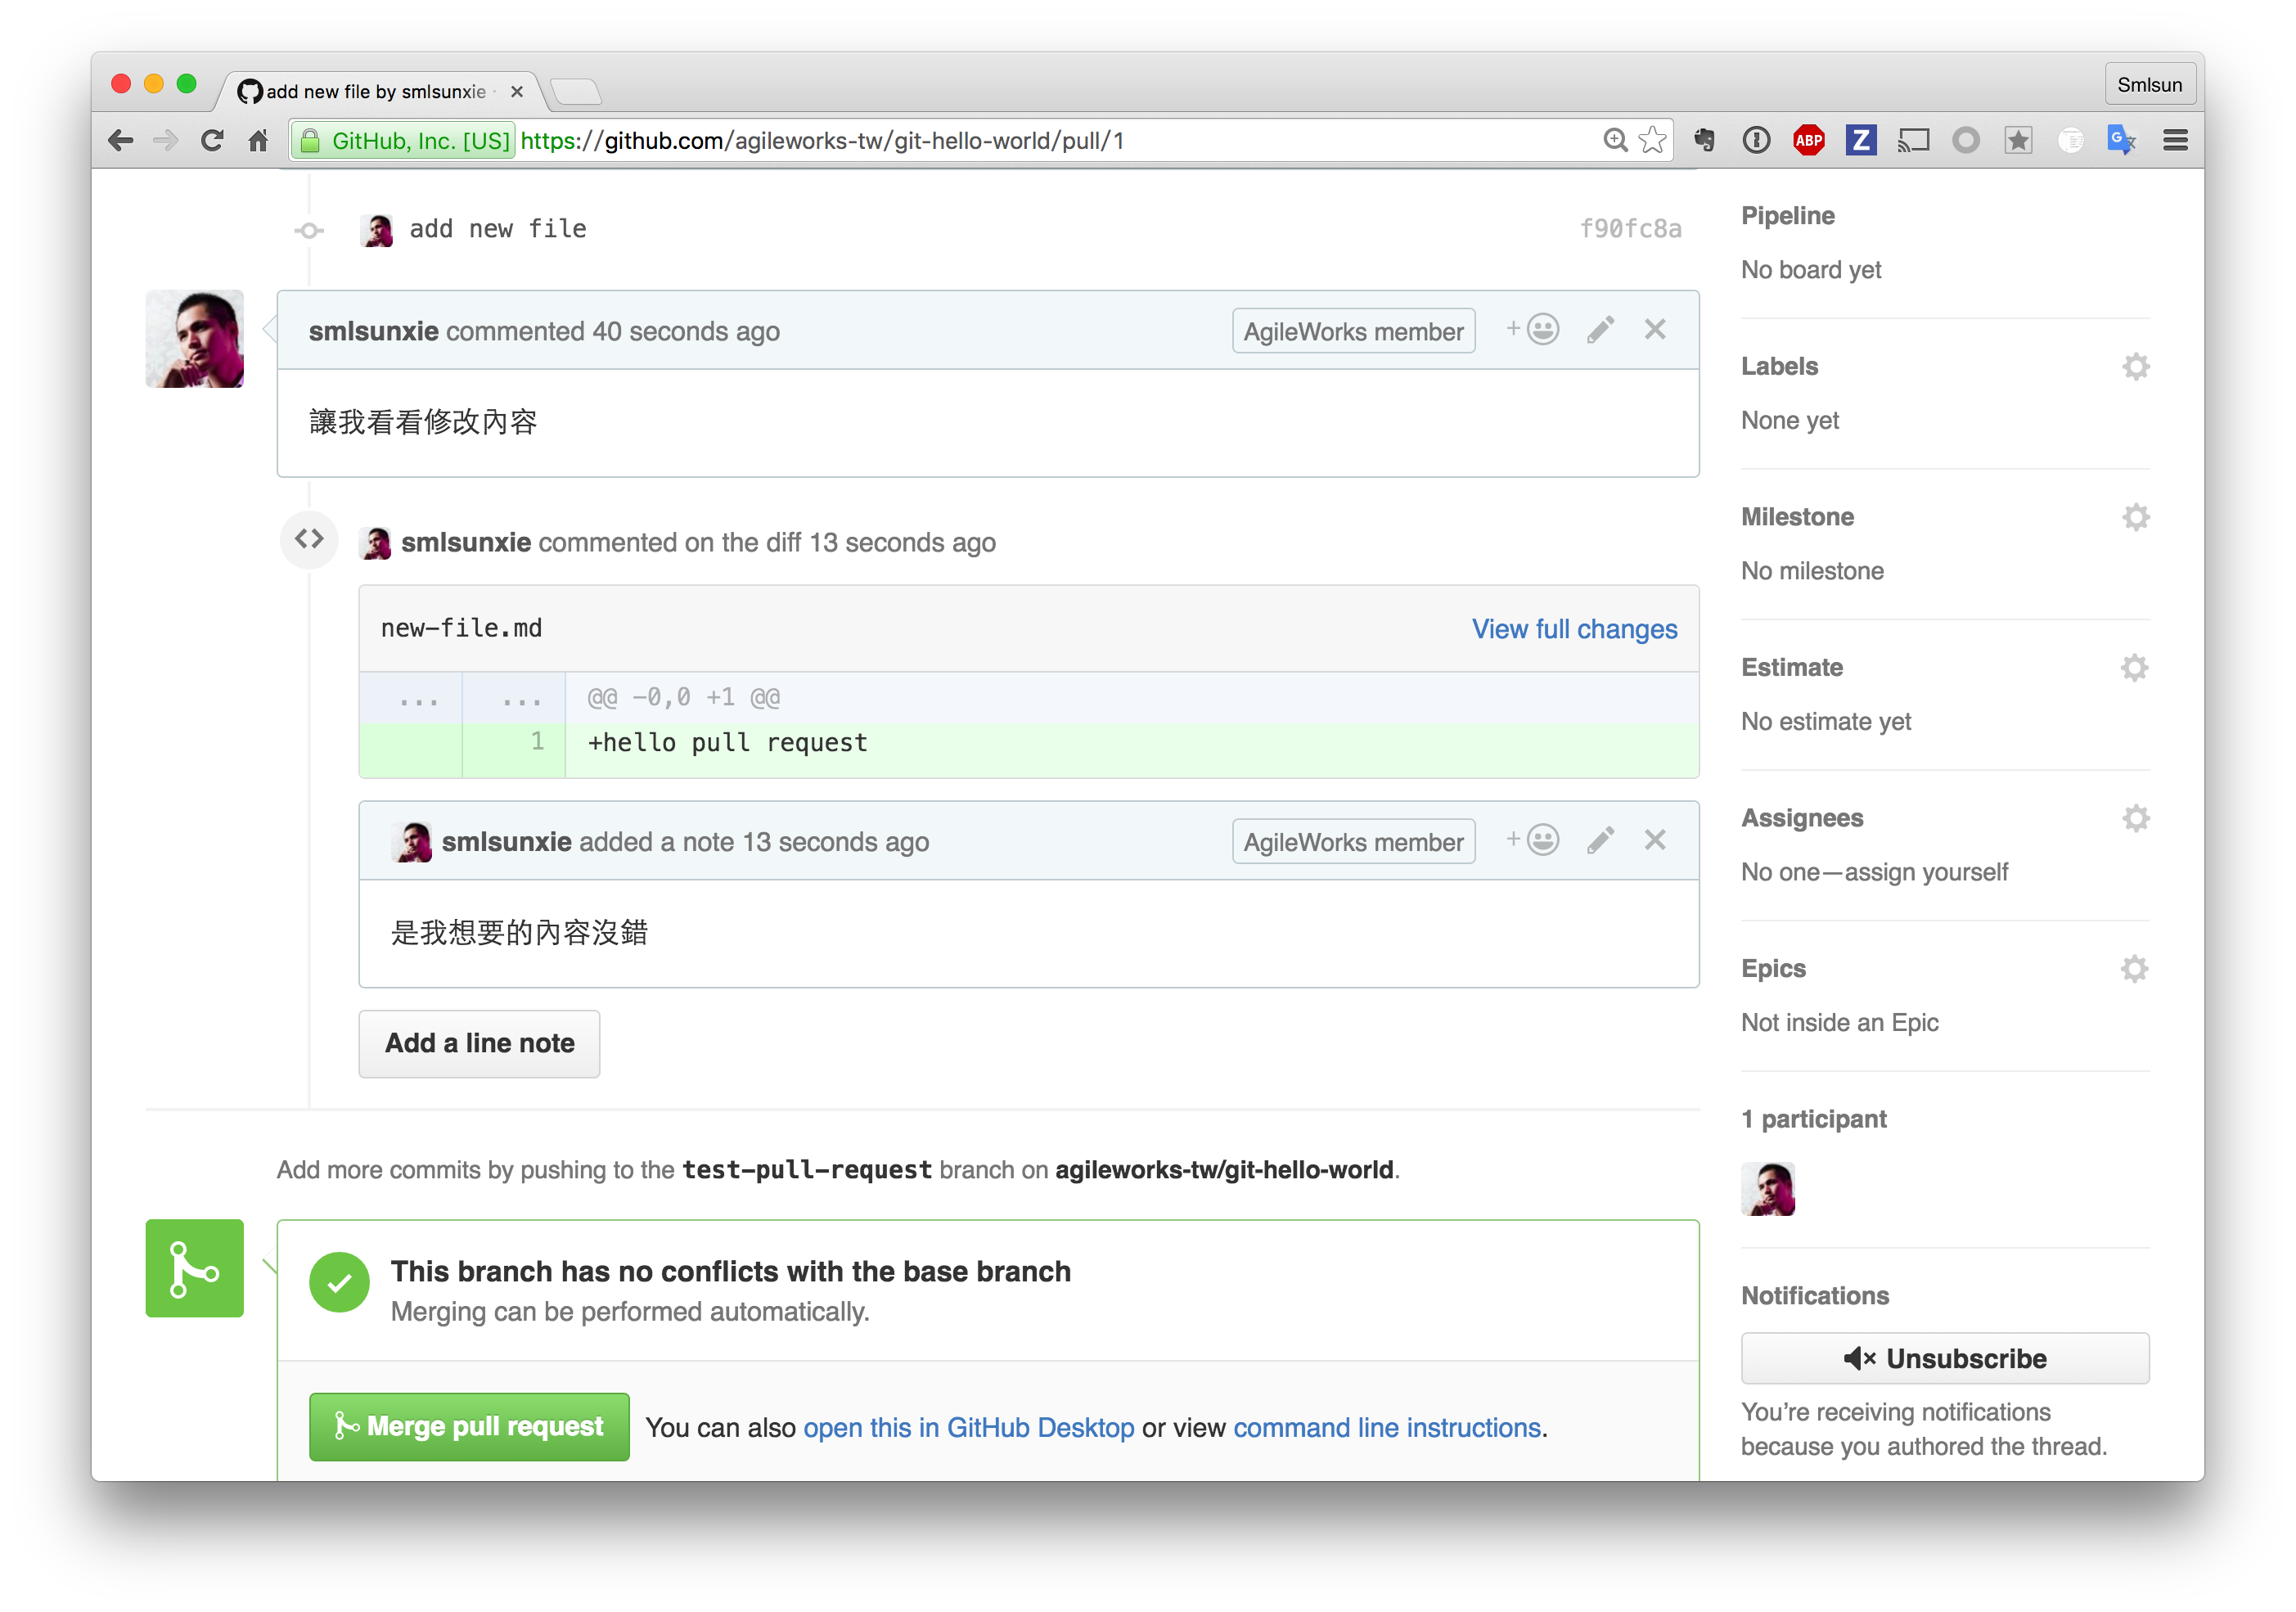 add new file by smlsunxie ·
Smlsun
GitHub, Inc. [US] https://github.com/agileworks-tw/git-hello-world/pull/1
ABP
Z
add new file f90fc8a
smlsunxie commented 40 seconds ago AgileWorks member
讓我看看修改內容
smlsunxie commented on the diff 13 seconds ago
new-file.md View full changes
... ... @@ -0,0 +1 @@
1 +hello pull request
smlsunxie added a note 13 seconds ago AgileWorks member
是我想要的內容沒錯
Add a line note
Add more commits by pushing to the test-pull-request branch on agileworks-tw/git-hello-world.
This branch has no conflicts with the base branch
Merging can be performed automatically.
Merge pull request You can also open this in GitHub Desktop or view command line instructions.
Pipeline
No board yet
Labels
None yet
Milestone
No milestone
Estimate
No estimate yet
Assignees
No one—assign yourself
Epics
Not inside an Epic
1 participant
Notifications
Unsubscribe
You’re receiving notifications
because you authored the thread.